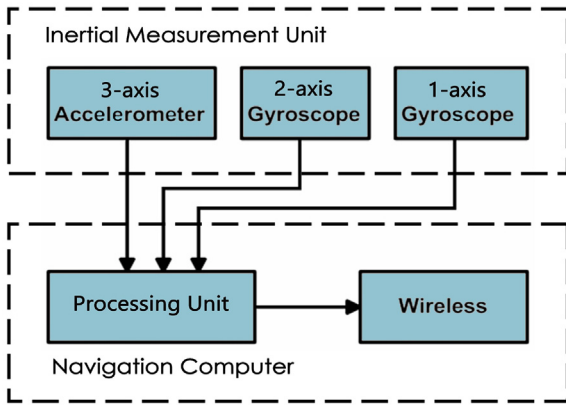 Inertial Measurement Unit
3-axis
Accelerometer
2-axis
Gyroscope
1-axis
Gyroscope
Processing Unit
Wireless
Navigation Computer